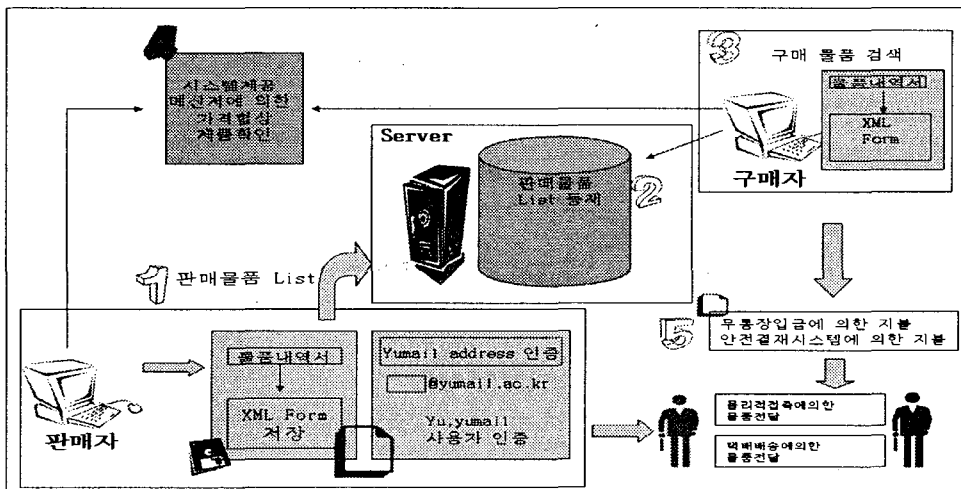 4
시스템제공
메신저에 의한
가격협상
제품확인
3
구매 물품 검색
물품내역서
XML
Form
구매자
Server
판매물품
List 등재
2
1
판매물품 List
물품내역서
XML Form
저장
판매자
Yumail address 인증
@yumail.ac.kr
Yu,yumail
사용자 인증
5
무통장입금에 의한 지불
안전결재시스템에 의한 지불
물리적접촉에의한
물품전달
택배배송에의한
물품전달